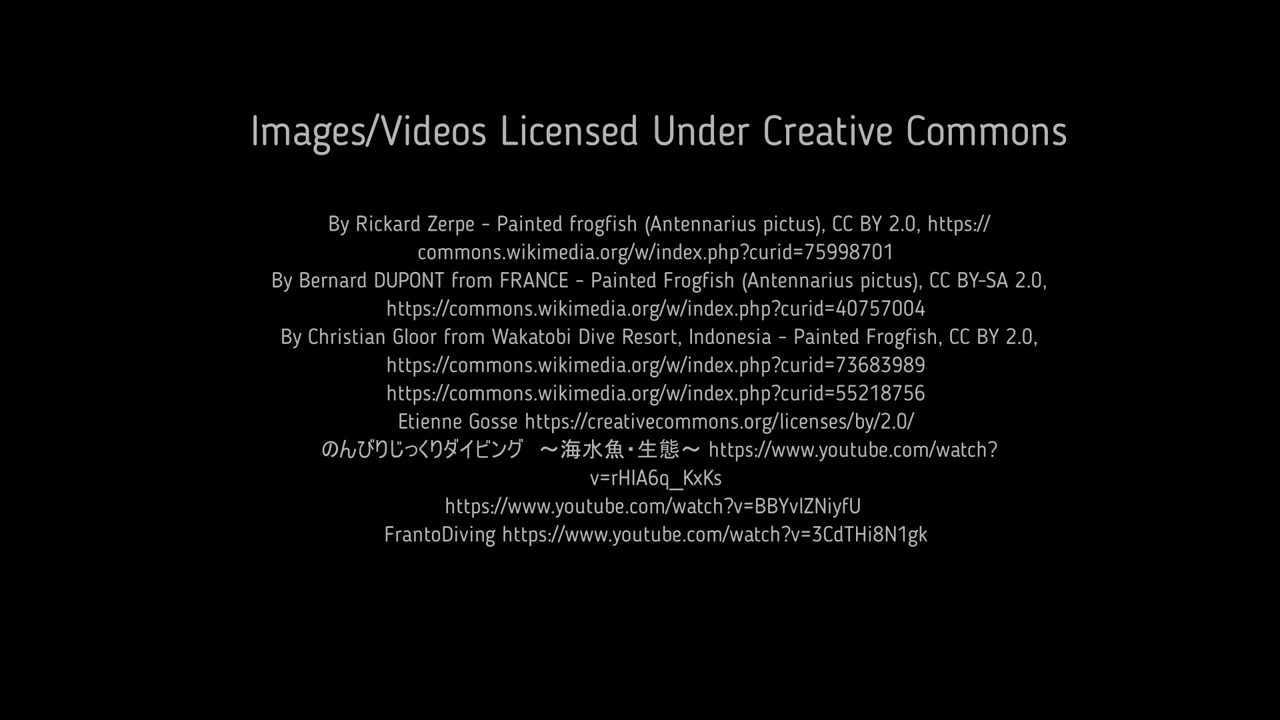 Images/Videos Licensed Under Creative Commons
By Rickard Zerpe - Painted frogfish (Antennarius pictus), CC BY 2.0, https://
commons.wikimedia.org/w/index.php?curid=75998701
By Bernard DUPONT from FRANCE - Painted Frogfish (Antennarius pictus), CC BY-SA 2.0,
https://commons.wikimedia.org/w/index.php?curid=40757004
By Christian Gloor from Wakatobi Dive Resort, Indonesia - Painted Frogfish, CC BY 2.0,
https://commons.wikimedia.org/w/index.php?curid=73683989
https://commons.wikimedia.org/w/index.php?curid=55218756
Etienne Gosse https://creativecommons.org/licenses/by/2.0/
のんびりじっくりダイビング　〜海水魚・生態〜 https://www.youtube.com/watch?
v=rHIA6q_KxKs
https://www.youtube.com/watch?v=BBYvlZNiyfU
FrantoDiving https://www.youtube.com/watch?v=3CdTHi8N1gk